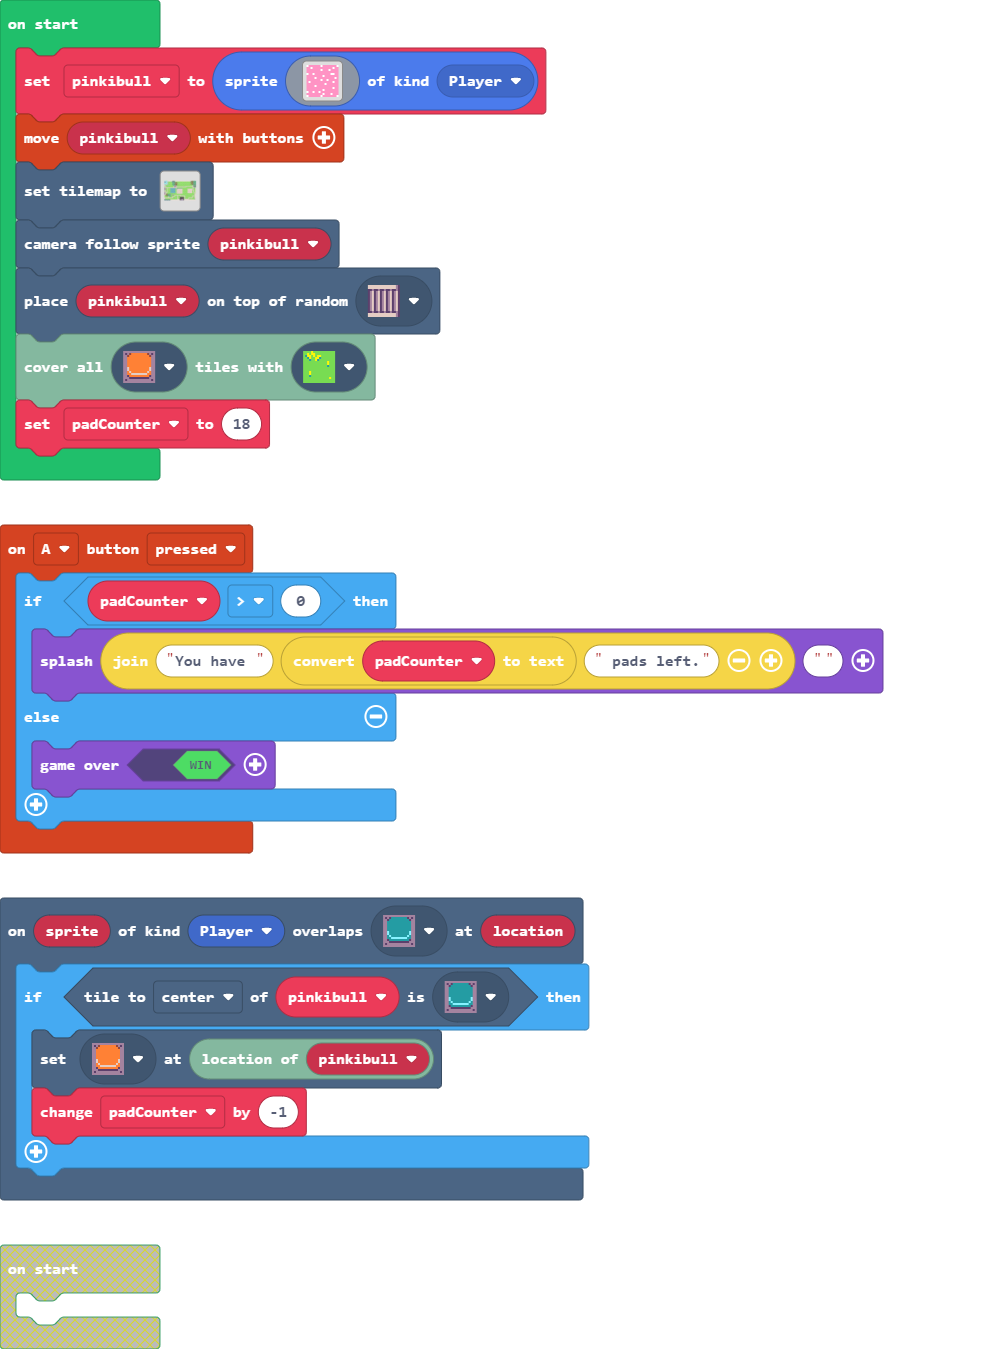 on start
set pinkibull to sprite of kind Player
move pinkibull with buttons
set tilemap to
camera follow sprite pinkibull
place pinkibull on top of random
cover all tiles with
set padCounter to 18
on A button pressed
if padCounter > 0 then
splash join "You have " convert padCounter to text " pads left." ""
else
game over WIN
on sprite of kind Player overlaps at location
if tile to center of pinkibull is then
set at location of pinkibull
change padCounter by -1
on start